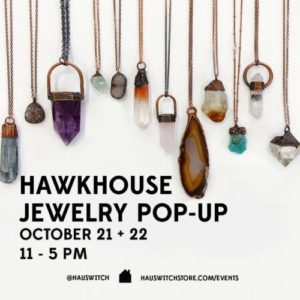 HAWKHOUSE
JEWELRY POP-UP
OCTOBER 21 + 22
11 - 5 PM
@HAUSWITCH HAUSWITCHSTORE.COM/EVENTS